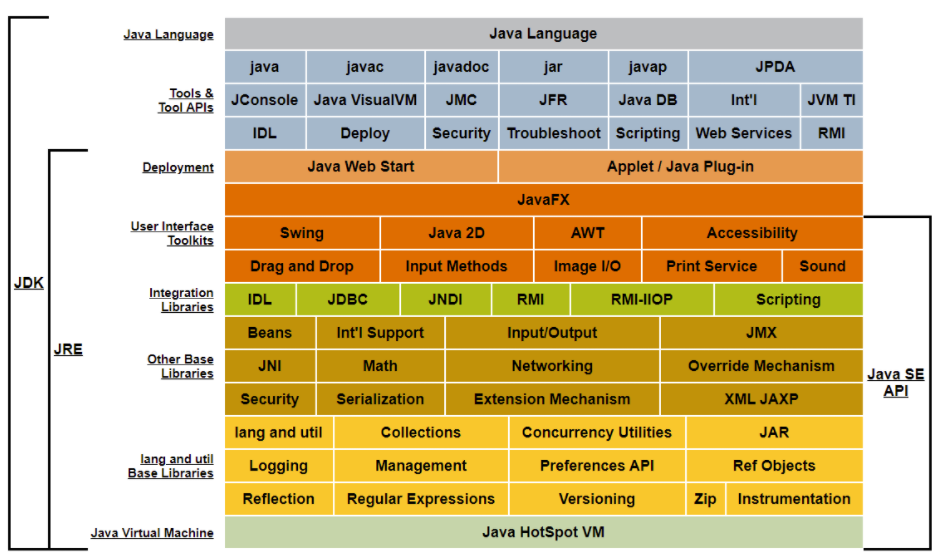 Java Language Java Language
java javac javadoc jar javap JPDA
Tools &
Tool APIs
JConsole Java VisualVM JMC JFR Java DB Int'l JVM TI
IDL Deploy Security Troubleshoot Scripting Web Services RMI
Deployment Java Web Start Applet / Java Plug-in
JavaFX
User Interface
Toolkits
Swing Java 2D AWT Accessibility
Drag and Drop Input Methods Image I/O Print Service Sound
Integration
Libraries
IDL JDBC JNDI RMI RMI-IIOP Scripting
Beans Int'l Support Input/Output JMX
Other Base
Libraries
JNI Math Networking Override Mechanism
Security Serialization Extension Mechanism XML JAXP
lang and util Collections Concurrency Utilities JAR
lang and util
Base Libraries
Logging Management Preferences API Ref Objects
Reflection Regular Expressions Versioning Zip Instrumentation
Java Virtual Machine Java HotSpot VM
JDK
JRE
Java SE
API